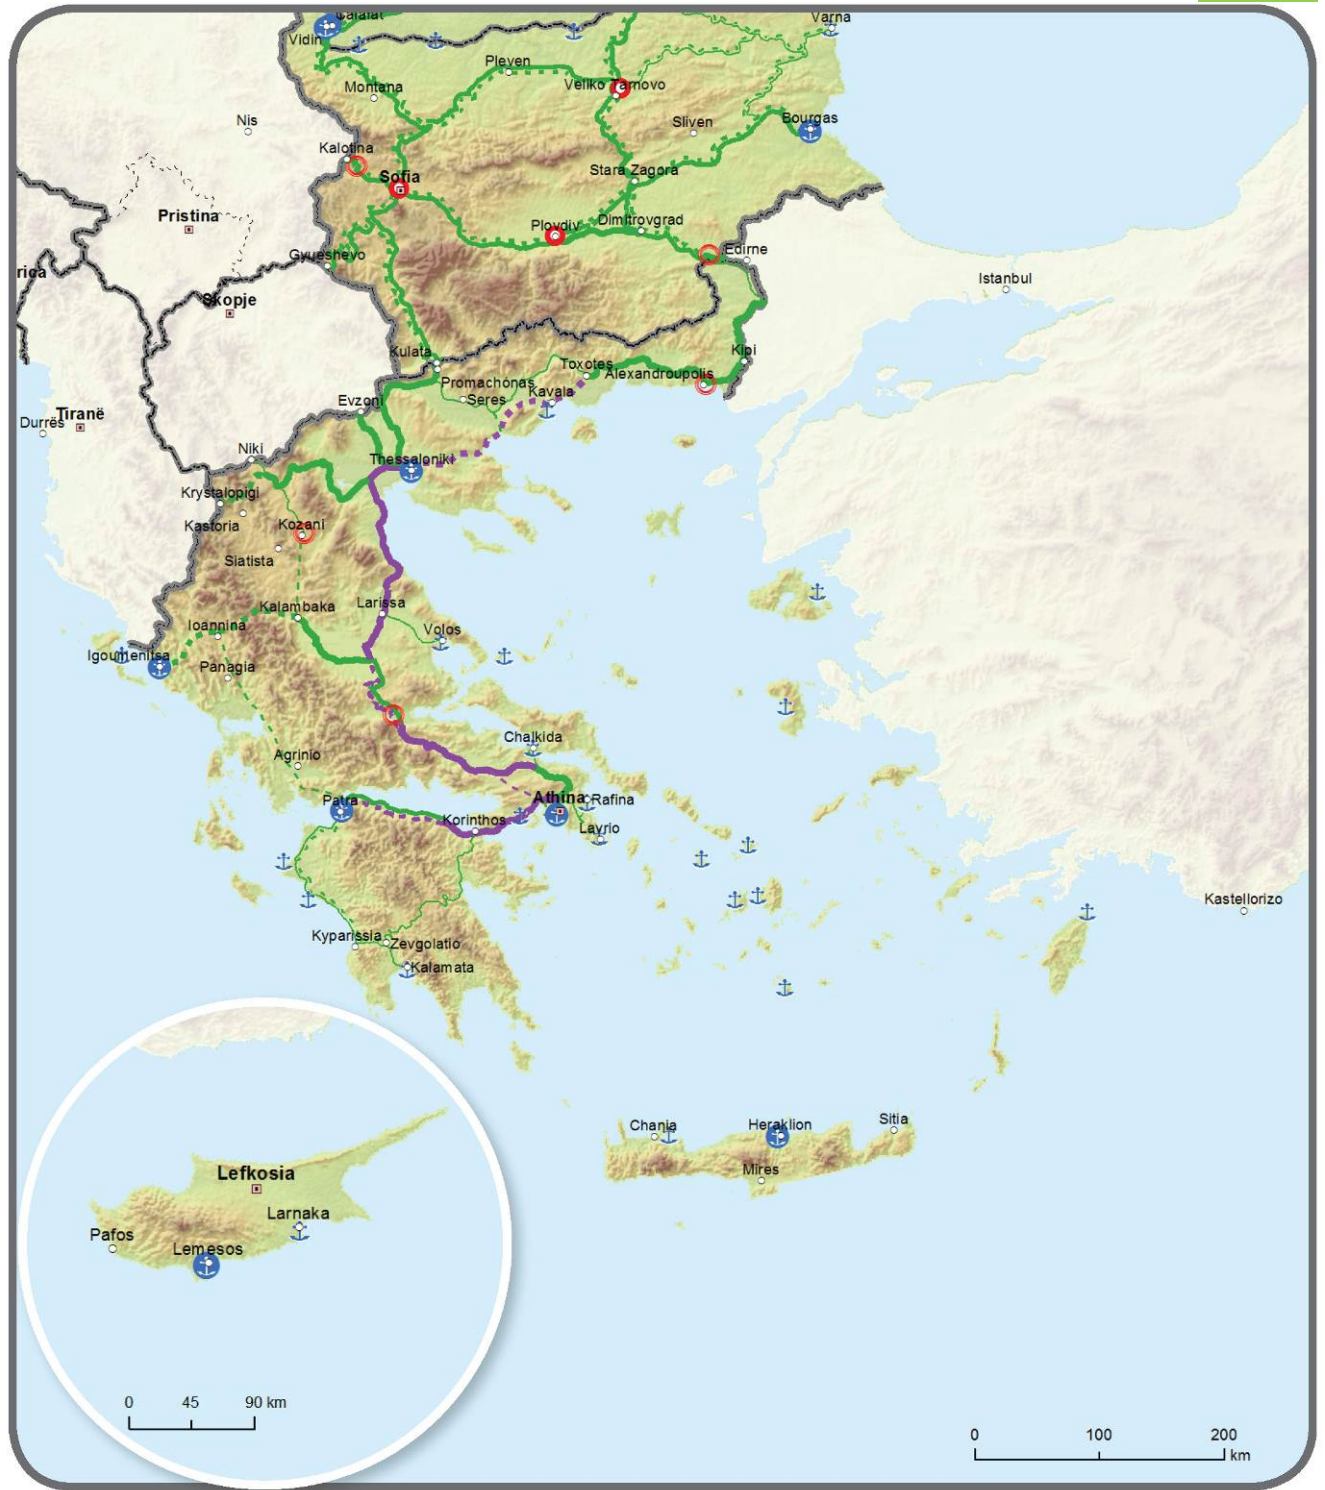 Calafat
Varna
Vidin
Pleven
Montana
Veliko Tarnovo
Nis
Sliven
Bourgas
Kalotina
Sofia
Stara Zagora
Pristina
Plovdiv
Dimitrovgrad
Gyueshevo
Edirne
rica
Istanbul
Skopje
Kulata
Kipi
Toxotes
Alexandroupolis
Promachonas
Seres
Kavala
Evzoni
Durrës
Tiranë
Niki
Thessaloniki
Krystalopigi
Kastoria
Kozani
Siatista
Kalambaka
Larissa
Ioannina
Volos
Igoumenitsa
Panagia
Chalkida
Agrinio
Patra
Athina
Rafina
Korinthos
Lavrio
Kastellorizo
Kyparissia
Zevgolatio
Kalamata
Chania
Heraklion
Sitia
Mires
Lefkosia
Larnaka
Pafos
Lemesos
0 45 90 km
0 100 200
km